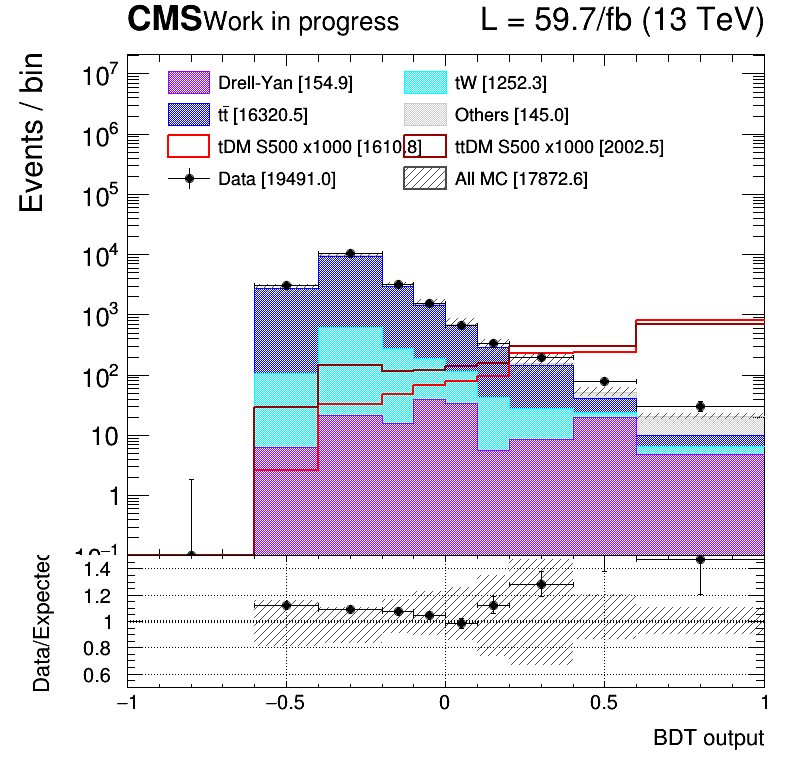 CMS Work in progress L = 59.7/fb (13 TeV)
Events / bin
Drell-Yan [154.9] tW [1252.3]
tt̄ [16320.5] Others [145.0]
tDM S500 x1000 [1610.8] ttDM S500 x1000 [2002.5]
Data [19491.0] All MC [17872.6]
10⁷
10⁶
10⁵
10⁴
10³
10²
10
1
Data/Expected
1.4
1.2
1
0.8
0.6
−1 −0.5 0 0.5 1
BDT output